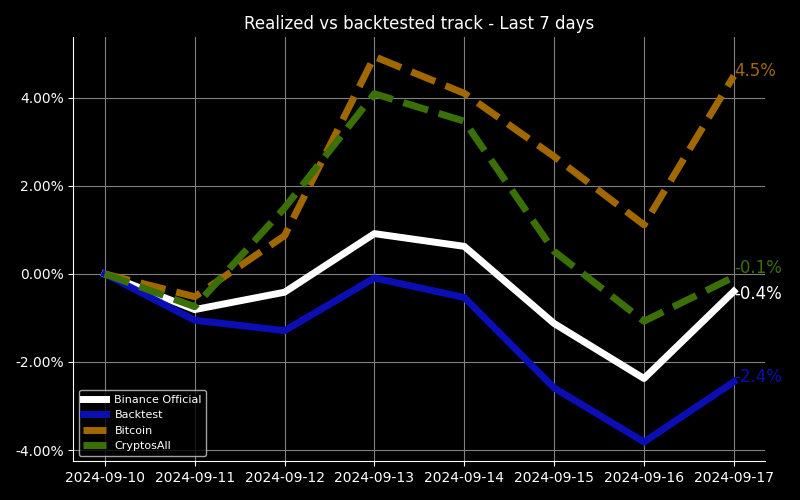 Realized vs backtested track - Last 7 days
4.00%
2.00%
0.00%
-2.00%
-4.00%
4.5%
-0.1%
-0.4%
-2.4%
Binance Official
Backtest
Bitcoin
CryptosAll
2024-09-10 2024-09-11 2024-09-12 2024-09-13 2024-09-14 2024-09-15 2024-09-16 2024-09-17